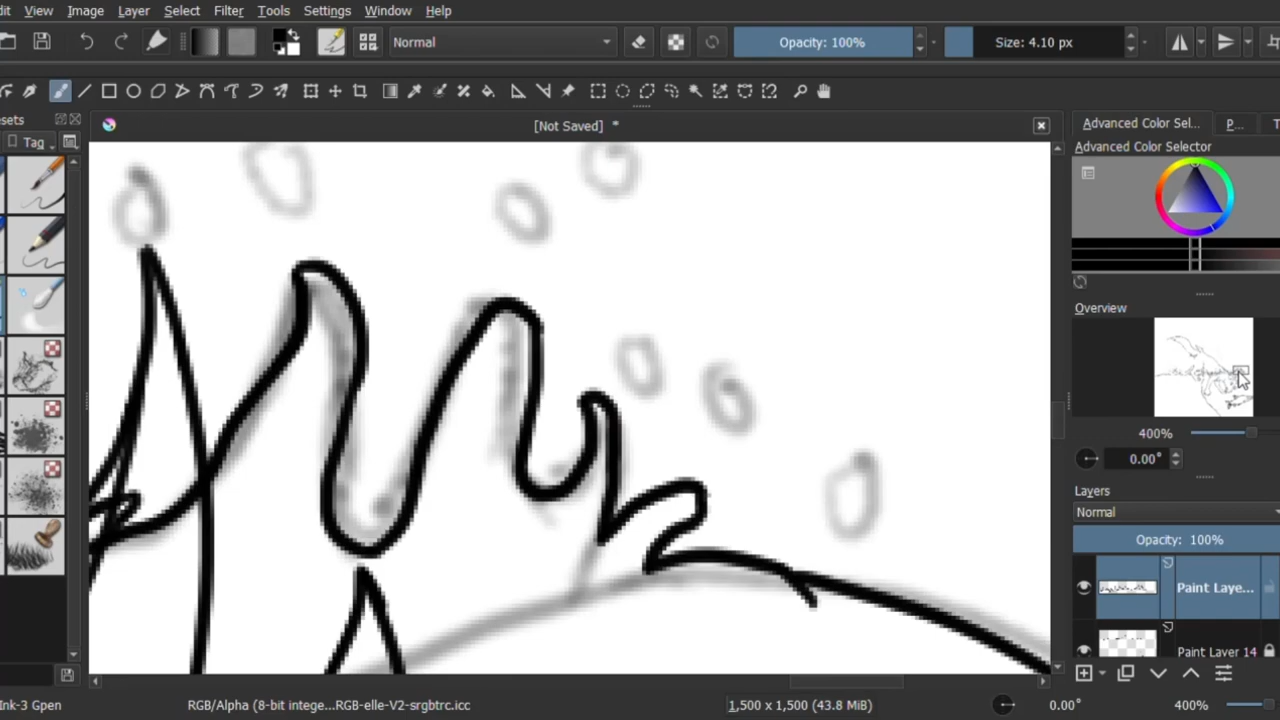 dit View Image Layer Select Filter Tools Settings Window Help
Normal Opacity: 100% Size: 4.10 px
[Not Saved] *
esets
Tag
Advanced Color Sel... P... T
Advanced Color Selector
Overview
400%
0.00°
Layers
Normal
Opacity: 100%
Paint Laye...
Paint Layer 14
Ink-3 Gpen RGB/Alpha (8-bit intege...RGB-elle-V2-srgbtrc.icc 1,500 x 1,500 (43.8 MiB) 0.00° 400%